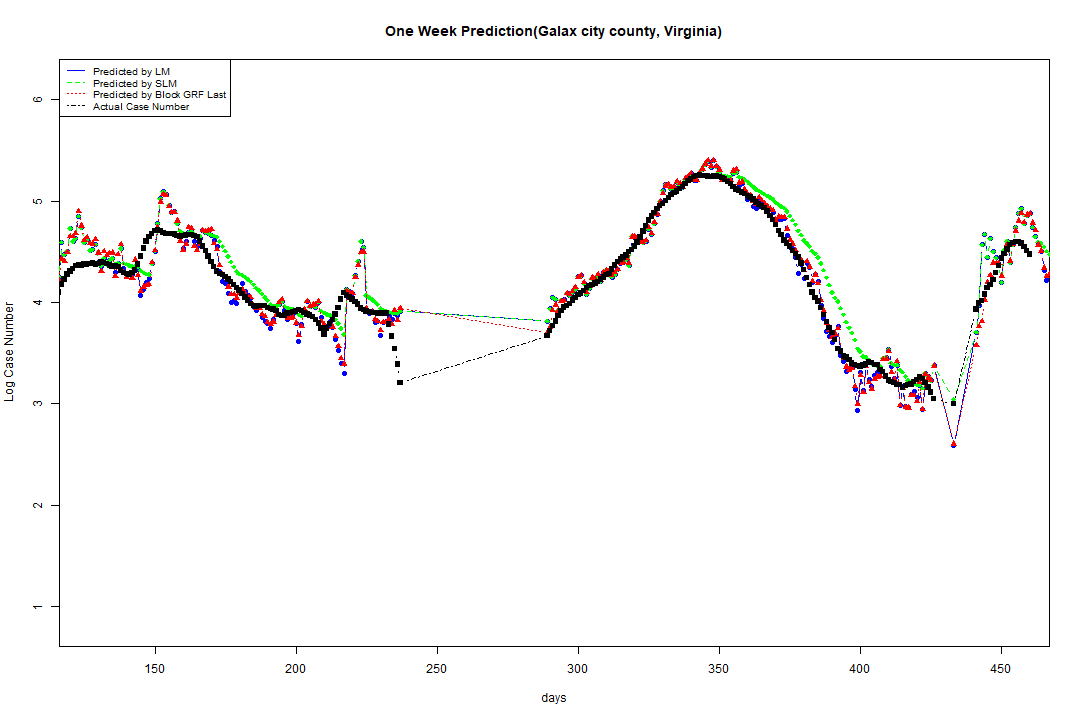 One Week Prediction(Galax city county, Virginia)
Predicted by LM
Predicted by SLM
Predicted by Block GRF Last
Actual Case Number
6
5
4
3
2
1
Log Case Number
150
200
250
300
350
400
450
days